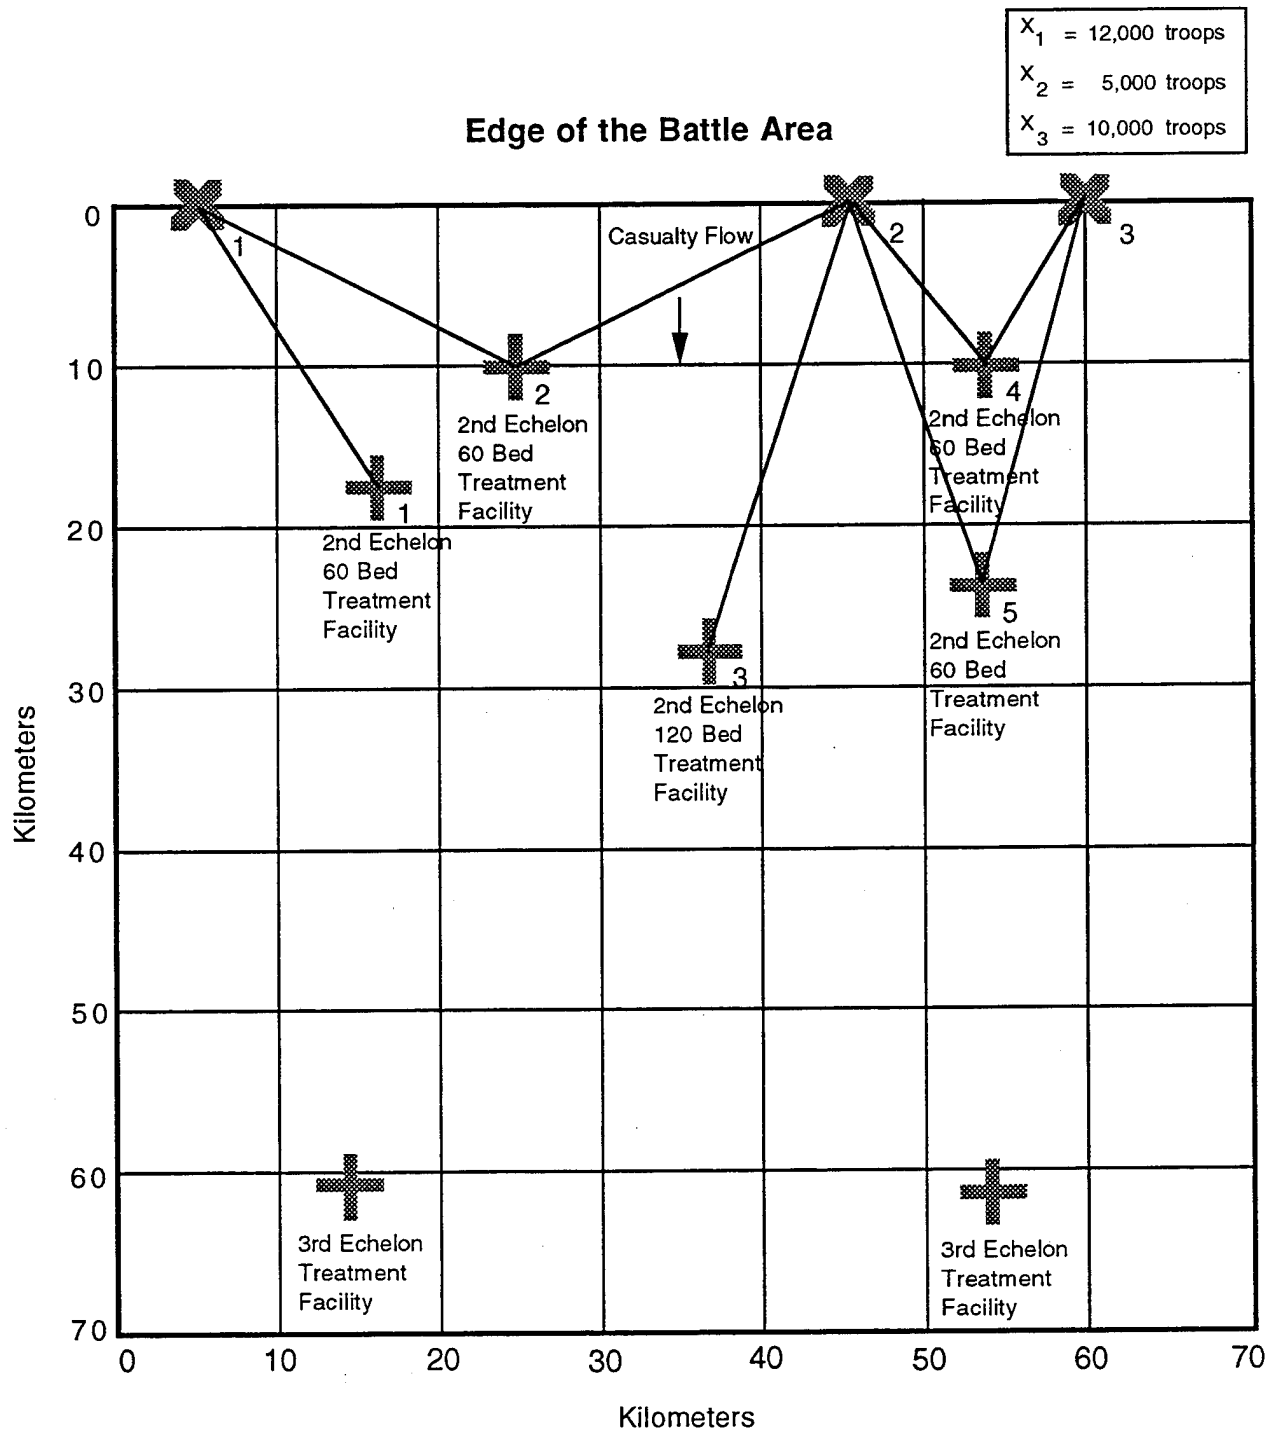 X1 = 12,000 troops
X2 = 5,000 troops
X3 = 10,000 troops
Edge of the Battle Area
0
1
Casualty Flow
2
3
10
2
4
2nd Echelon
60 Bed
Treatment
Facility
2nd Echelon
60 Bed
Treatment
Facility
1
20
2nd Echelon
60 Bed
Treatment
Facility
5
2nd Echelon
60 Bed
Treatment
Facility
3
30
2nd Echelon
120 Bed
Treatment
Facility
Kilometers
40
50
60
3rd Echelon
Treatment
Facility
3rd Echelon
Treatment
Facility
70
0 10 20 30 40 50 60 70
Kilometers